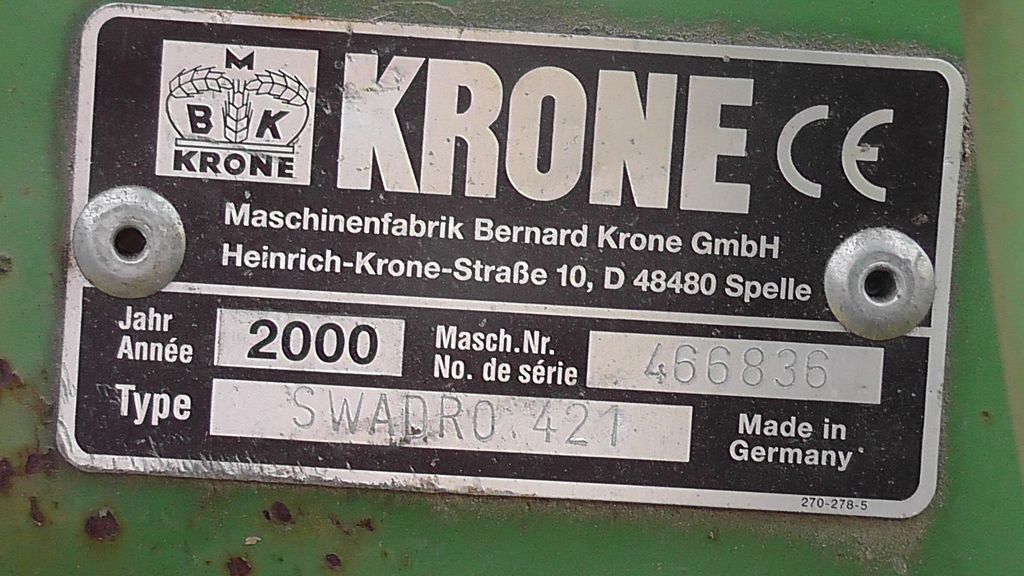 M
B K
KRONE
KRONE CE
Maschinenfabrik Bernard Krone GmbH
Heinrich-Krone-Straße 10, D 48480 Spelle
Jahr
Année
2000
Masch.Nr.
No. de série
466836
Type
SWADRO 421
Made in
Germany
270-278-5